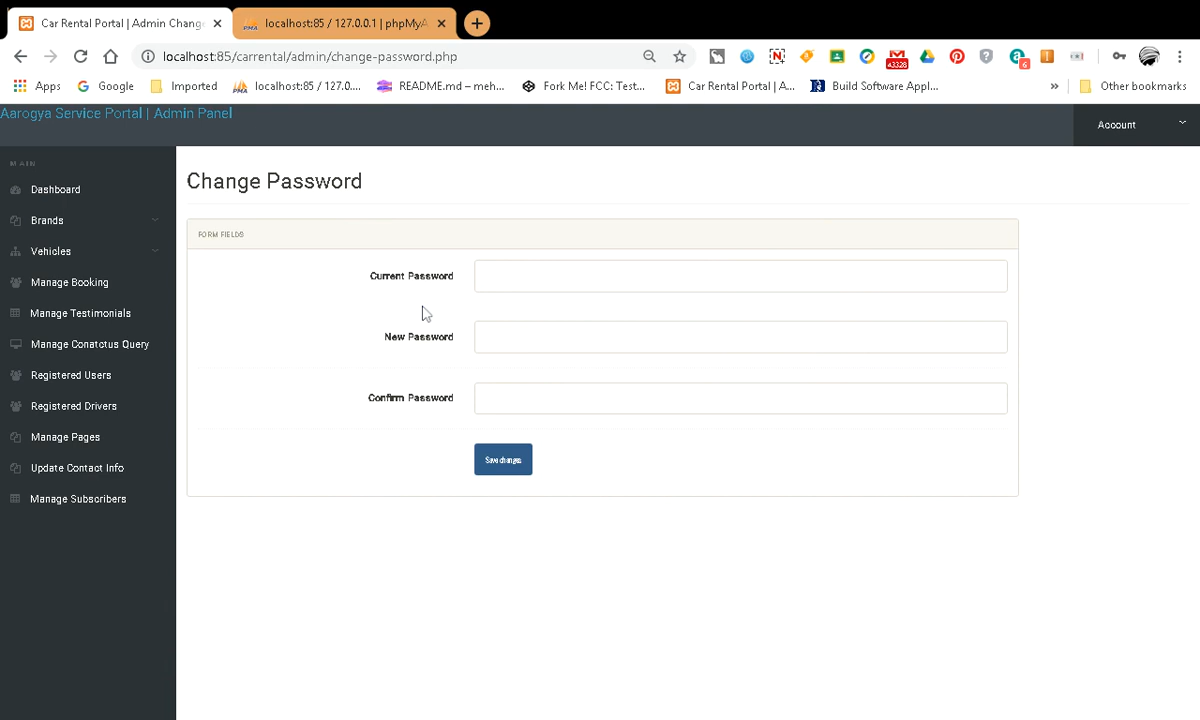 Car Rental Portal | Admin Change
localhost:85 / 127.0.0.1 | phpMyA
localhost:85/carrental/admin/change-password.php
43328
6
Apps
Google
Imported
localhost:85 / 127.0....
README.md – meh...
Fork Me! FCC: Test...
Car Rental Portal | A...
Build Software Appl...
»
Other bookmarks
Aarogya Service Portal | Admin Panel
Account
MAIN
Dashboard
Brands
Vehicles
Manage Booking
Manage Testimonials
Manage Conatctus Query
Registered Users
Registered Drivers
Manage Pages
Update Contact Info
Manage Subscribers
Change Password
FORM FIELDS
Current Password
New Password
Confirm Password
Save changes